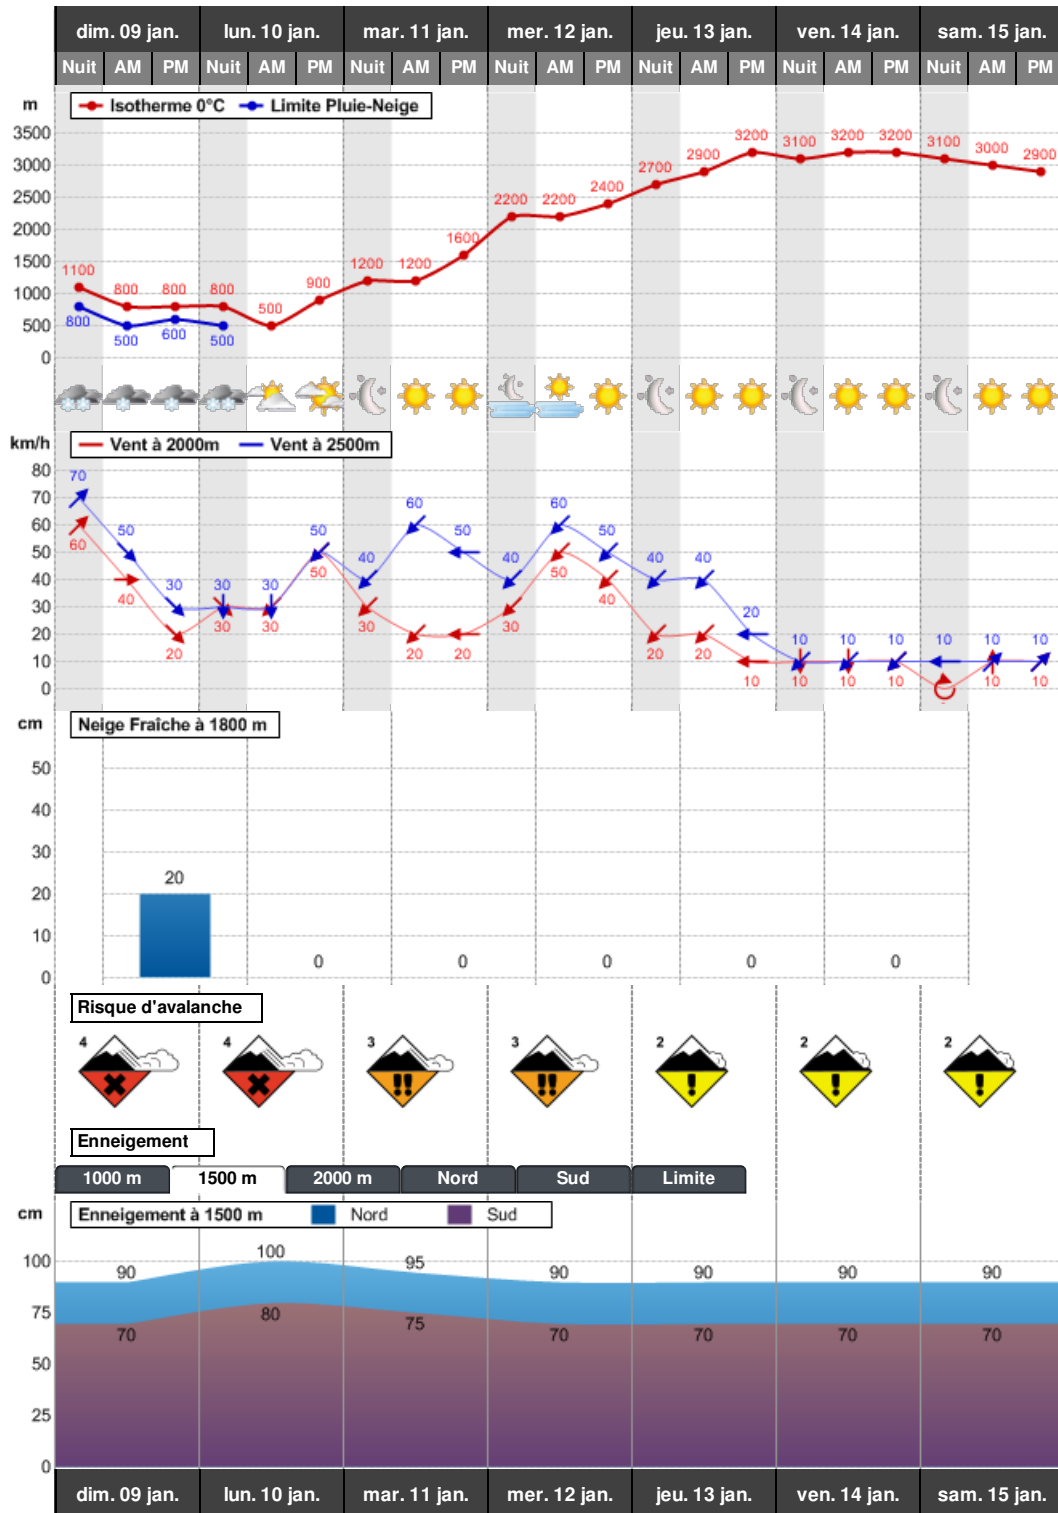 dim. 09 jan. lun. 10 jan. mar. 11 jan. mer. 12 jan. jeu. 13 jan. ven. 14 jan. sam. 15 jan.
Nuit AM PM Nuit AM PM Nuit AM PM Nuit AM PM Nuit AM PM Nuit AM PM Nuit AM PM
m Isotherme 0°C Limite Pluie-Neige
3500 3200 3100 3200 3200 3100
3000 2700 2900 3000 2900
2500 2200 2200 2400
2000
1500 1100 1200 1200 1600
1000 800 800 800 500 900
500 800 500 600 500
0
km/h Vent à 2000m Vent à 2500m
80 70
70 60 60
60 60 50 50 50 50
50 40 50 40 50 40 40
40 40 30 30 30 40
30 30 30 30 30 20
20 20 20 20 20 20 10 10 10 10 10 10
10 10 10 10 10 10 10
0
cm Neige Fraîche à 1800 m
50
40
30
20 20
10 0 0 0 0 0
0
Risque d'avalanche
4 4 3 3 2 2 2
!! !! ! ! !
Enneigement
1000 m 1500 m 2000 m Nord Sud Limite
cm Enneigement à 1500 m Nord Sud
100 90 100 95 90 90 90 90
75 70 80 75 70 70 70 70
50
25
0
dim. 09 jan. lun. 10 jan. mar. 11 jan. mer. 12 jan. jeu. 13 jan. ven. 14 jan. sam. 15 jan.